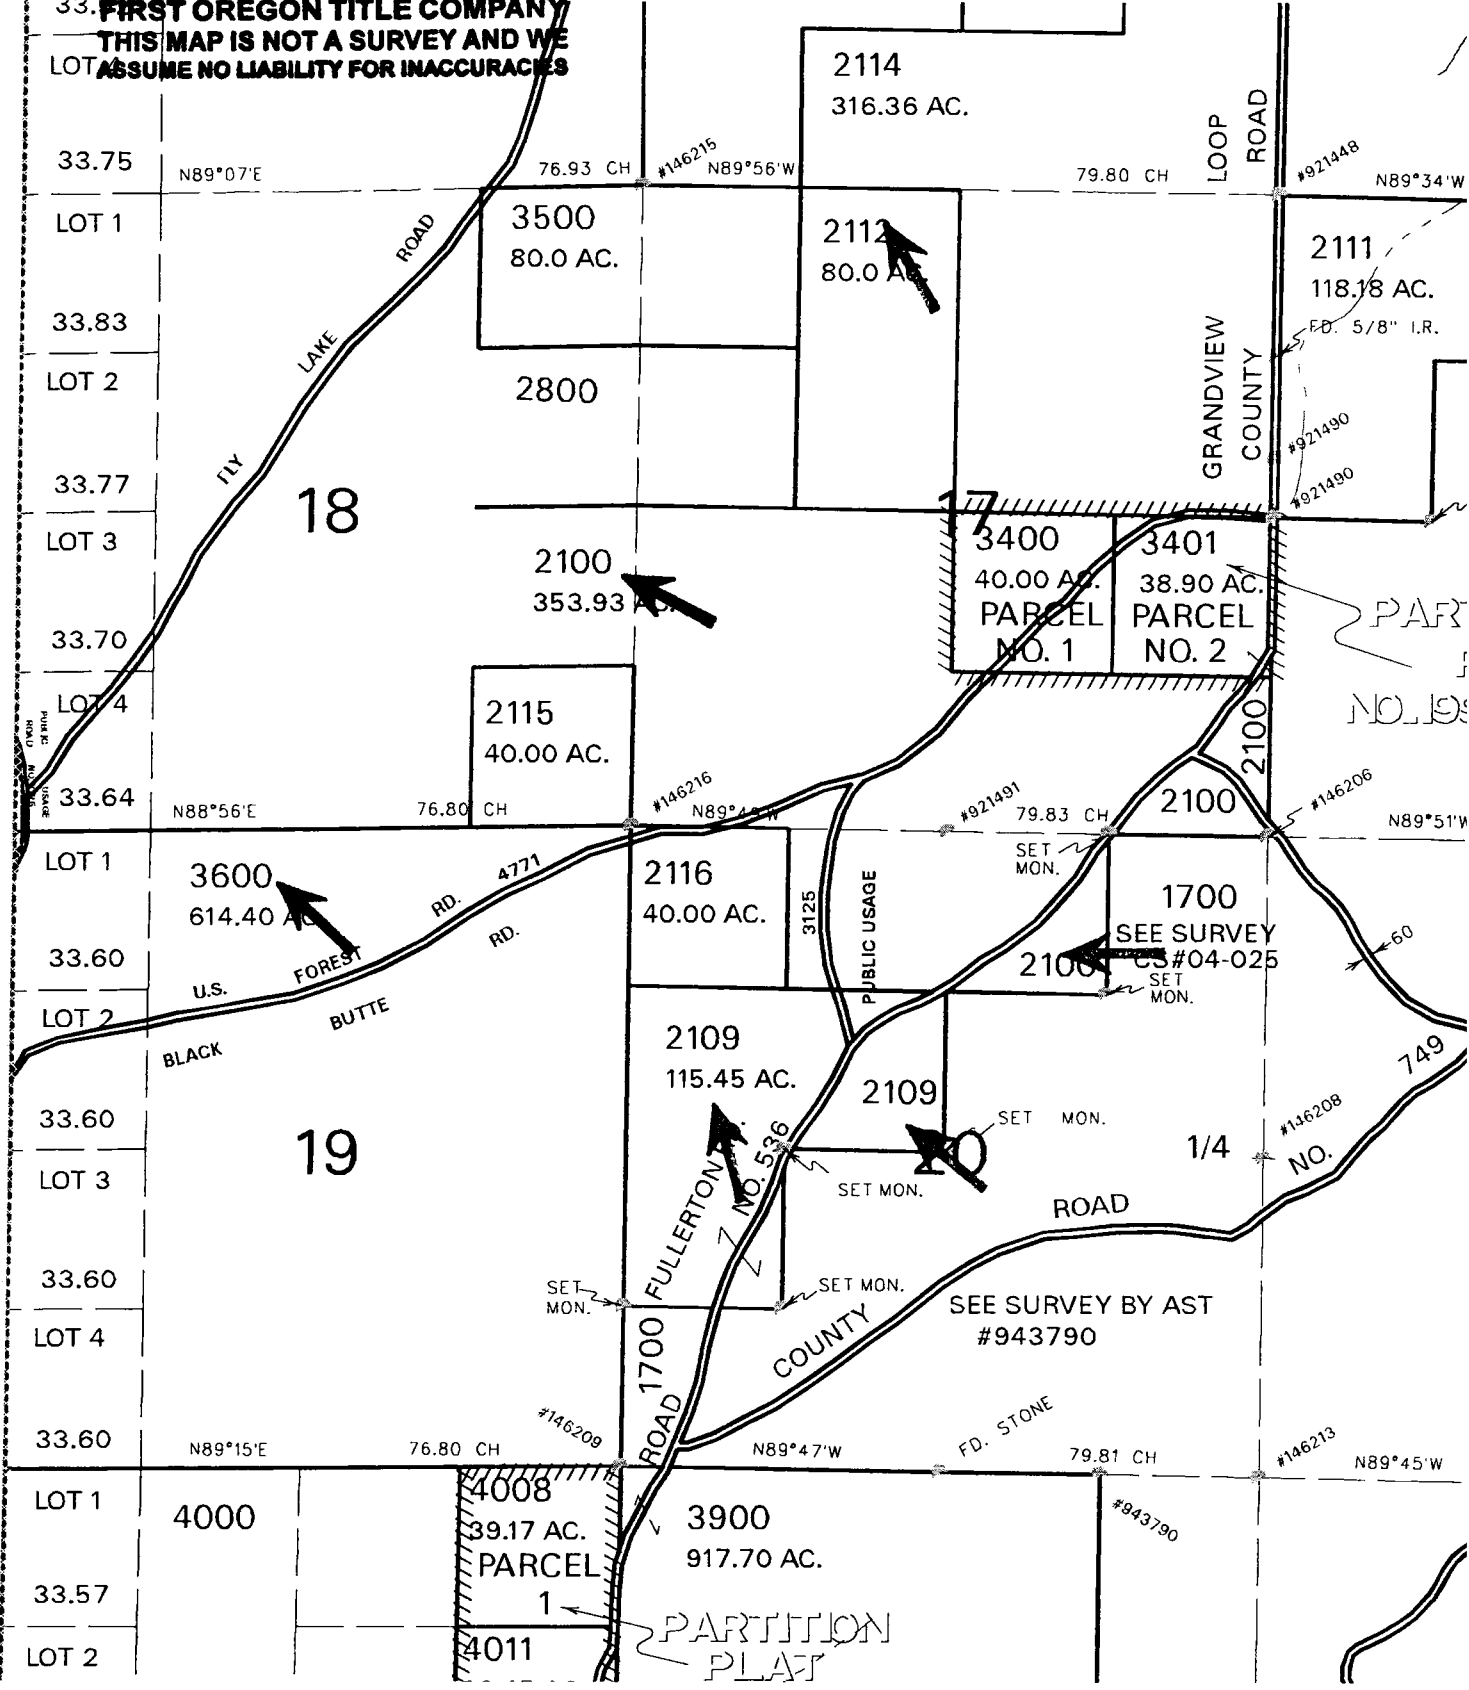 FIRST OREGON TITLE COMPANY
THIS MAP IS NOT A SURVEY AND WE
ASSUME NO LIABILITY FOR INACCURACIES
LOT
2114
316.36 AC.
LOOP
ROAD
33.75
N89°07'E
76.93 CH
#146215
N89°56'W
79.80 CH
#921448
N89°34'W
LOT 1
ROAD
3500
80.0 AC.
2112
80.0 AC.
2111
118.18 AC.
FD. 5/8" I.R.
33.83
LAKE
GRANDVIEW
COUNTY
LOT 2
2800
#921490
FLY
33.77
18
17
#921490
LOT 3
2100
353.93 AC.
3400
40.00 AC.
PARCEL
NO. 1
3401
38.90 AC.
PARCEL
NO. 2
33.70
LOT 4
PUBLIC
ROAD
USAGE
2115
40.00 AC.
2100
33.64
N88°56'E
76.80 CH
#146216
#921491
79.83 CH
2100
#146206
N89°51'W
LOT 1
3600
614.40 AC.
4771
RD.
RD.
2116
40.00 AC.
3125
PUBLIC USAGE
SET
MON.
1700
SEE SURVEY
CS#04-025
60
33.60
U.S.
FOREST
2100
SET
MON.
LOT 2
BLACK
BUTTE
2109
115.45 AC.
2109
749
33.60
19
20
SET MON.
1/4
#146208
NO.
LOT 3
NO. 536
SET MON.
FULLERTON
ROAD
33.60
SET
MON.
SET MON.
SEE SURVEY BY AST
#943790
LOT 4
1700
COUNTY
ROAD
33.60
N89°15'E
76.80 CH
#146209
N89°47'W
FD. STONE
79.81 CH
#146213
N89°45'W
LOT 1
4000
4008
39.17 AC.
PARCEL
1
3900
917.70 AC.
#943790
33.57
PARTITION
PLAT
LOT 2
4011